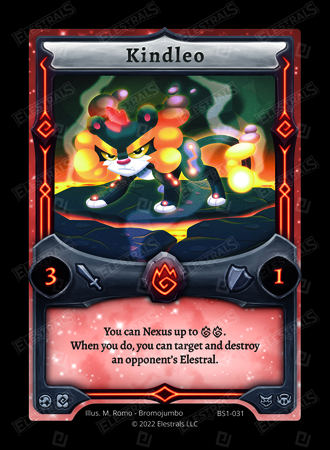 Kindleo
3
1
You can Nexus up to
When you do, you can target and destroy
an opponent's Elestral.
Illus. M. Romo - Bromojumbo BS1-031
© 2022 Elestrals LLC
ELESTRALS